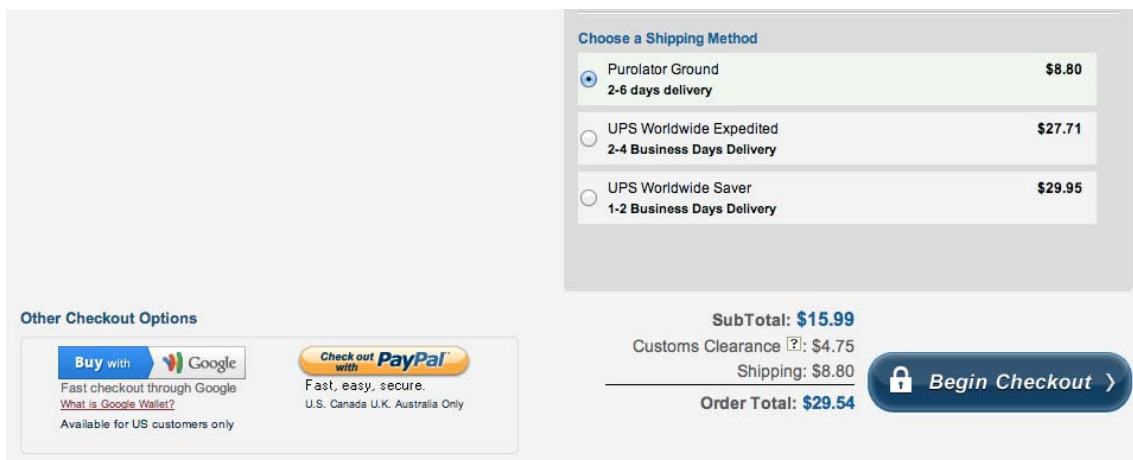 Choose a Shipping Method
Purolator Ground $8.80
2-6 days delivery
UPS Worldwide Expedited $27.71
2-4 Business Days Delivery
UPS Worldwide Saver $29.95
1-2 Business Days Delivery
Other Checkout Options
Buy with Google
Fast checkout through Google
What is Google Wallet?
Available for US customers only
Check out with PayPal
Fast, easy, secure.
U.S. Canada U.K. Australia Only
SubTotal: $15.99
Customs Clearance ?: $4.75
Shipping: $8.80
Order Total: $29.54
Begin Checkout